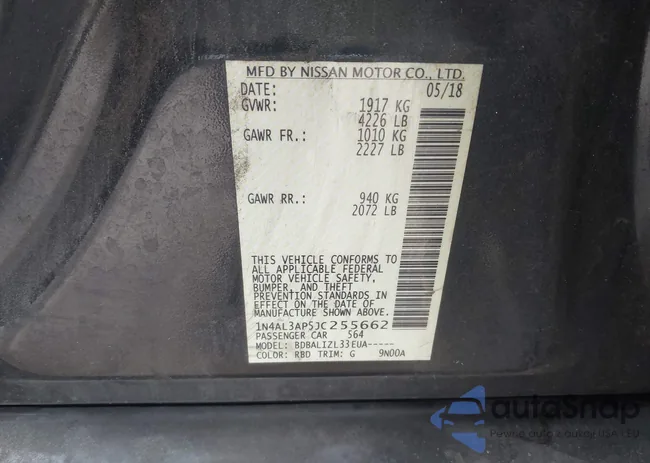 MFD BY NISSAN MOTOR CO., LTD.
DATE: 05/18
GVWR: 1917 KG
4226 LB
GAWR FR.: 1010 KG
2227 LB
GAWR RR.: 940 KG
2072 LB
THIS VEHICLE CONFORMS TO
ALL APPLICABLE FEDERAL
MOTOR VEHICLE SAFETY,
BUMPER, AND THEFT
PREVENTION STANDARDS IN
EFFECT ON THE DATE OF
MANUFACTURE SHOWN ABOVE.
1N4AL3AP5JC255662
PASSENGER CAR 564
MODEL: BDBALIZL33EUA-----
COLOR: RBD TRIM: G 9N00A
autoSnap